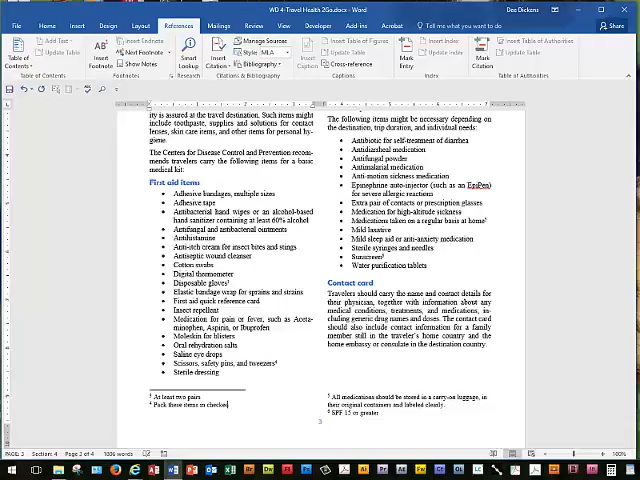 WD 4-Travel Health 2Go.docx - Word
Dee Dickens
File Insert Design Layout References Mailings Review View Developer Add-ins Acrobat Tell me what you want to do Share
Table of Contents
Add Text
Update Table
Table of Contents
AB
Insert Footnote
Insert Endnote
Next Footnote
Show Notes
Footnotes
Smart Lookup
Research
Insert Citation
Manage Sources
Style: MLA
Bibliography
Citations & Bibliography
Insert Caption
Insert Table of Figures
Update Table
Cross-reference
Captions
Mark Entry
Insert Index
Update Index
Index
Mark Citation
Insert Table of Authorities
Update Table
Table of Authorities
ity is assured at the travel destination. Such items might
include toothpaste, supplies and solutions for contact
lenses, skin care items, and other items for personal hy-
giene.
The Centers for Disease Control and Prevention recom-
mends travelers carry the following items for a basic
medical kit:
First aid items
• Adhesive bandages, multiple sizes
• Adhesive tape
• Antibacterial hand wipes or an alcohol-based
hand sanitizer containing at least 60% alcohol
• Antifungal and antibacterial ointments
• Antihistamine
• Anti-itch cream for insect bites and stings
• Antiseptic wound cleanser
• Cotton swabs
• Digital thermometer
• Disposable gloves³
• Elastic bandage wrap for sprains and strains
• First aid quick reference card
• Insect repellent
• Medication for pain or fever, such as Aceta-
minophen, Aspirin, or Ibuprofen
• Moleskin for blisters
• Oral rehydration salts
• Saline eye drops
• Scissors, safety pins, and tweezers⁴
• Sterile dressing
³ At least two pairs
⁴ Pack these items in checked
The following items might be necessary depending on
the destination, trip duration, and individual needs:
• Antibiotic for self-treatment of diarrhea
• Antidiarrheal medication
• Antifungal powder
• Antimalarial medication
• Anti-motion sickness medication
• Epinephrine auto-injector (such as an EpiPen)
for severe allergic reactions
• Extra pair of contacts or prescription glasses
• Medication for high-altitude sickness
• Medications taken on a regular basis at home⁵
• Mild laxative
• Mild sleep aid or anti-anxiety medication
• Sterile syringes and needles
• Sunscreen⁶
• Water purification tablets
Contact card
Travelers should carry the name and contact details for
their physician, together with information about any
medical conditions, treatments, and medications, in-
cluding generic drug names and doses. The contact card
should also include contact information for a family
member still in the traveler's home country and the
home embassy or consulate in the destination country.
⁵ All medications should be stored in a carry-on luggage, in
their original containers and labeled clearly.
⁶ SPF 15 or greater
3
PAGE: 3 Section: 4 Page 3 of 4 1006 words 100%